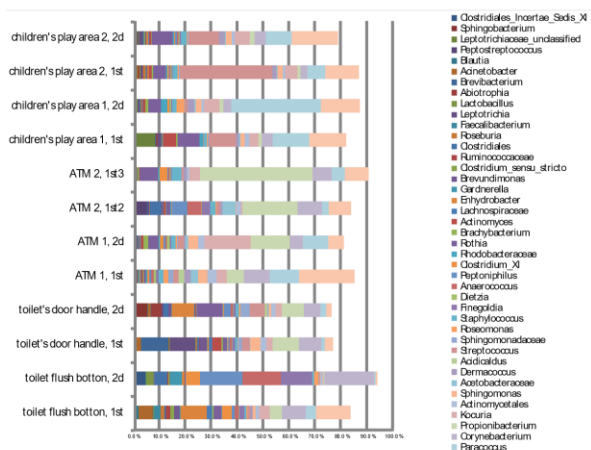 children's play area 2, 2d
children's play area 2, 1st
children's play area 1, 2d
children's play area 1, 1st
ATM 2, 1st3
ATM 2, 1st2
ATM 1, 2d
ATM 1, 1st
toilet's door handle, 2d
toilet's door handle, 1st
toilet flush botton, 2d
toilet flush botton, 1st
0.0% 10.0% 20.0% 30.0% 40.0% 50.0% 60.0% 70.0% 80.0% 90.0% 100.0%
Clostridiales_Incertae_Sedis_XI
Sphingobacterium
Leptotrichiaceae_unclassified
Peptostreptococcus
Blautia
Acinetobacter
Brevibacterium
Abiotrophia
Lactobacillus
Leptotrichia
Faecalibacterium
Roseburia
Clostridiales
Ruminococcaceae
Clostridium_sensu_stricto
Brevundimonas
Gardnerella
Enhydrobacter
Lachnospiraceae
Actinomyces
Brachybacterium
Rothia
Rhodobacteraceae
Clostridium_XI
Peptoniphilus
Anaerococcus
Dietzia
Finegoldia
Staphylococcus
Roseomonas
Sphingomonadaceae
Streptococcus
Acidicaldus
Dermacoccus
Acetobacteraceae
Sphingomonas
Actinomycetales
Kocuria
Propionibacterium
Corynebacterium
Paracoccus